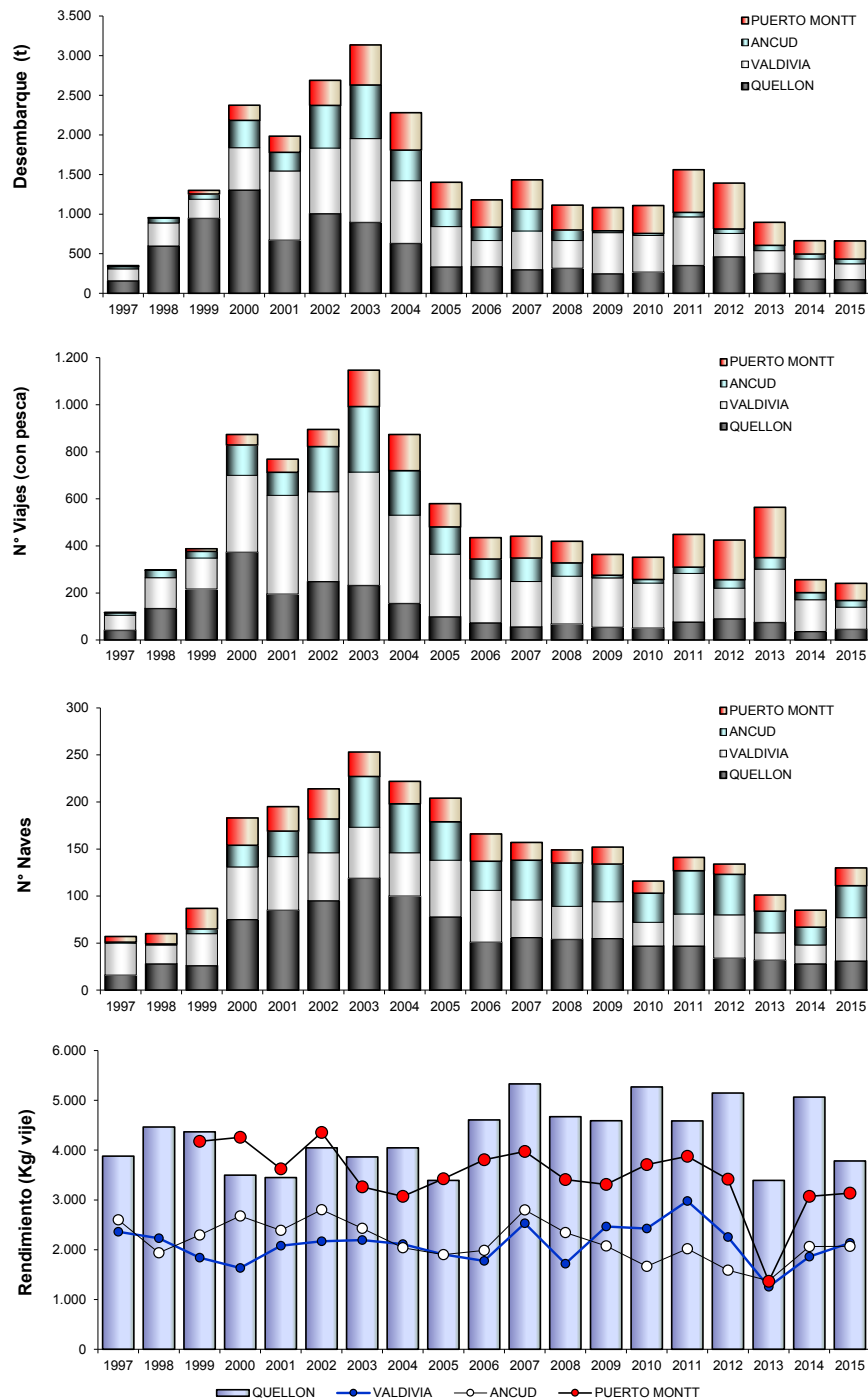 Desembarque (t)
3.500
3.000
2.500
2.000
1.500
1.000
500
0
PUERTO MONTT
ANCUD
VALDIVIA
QUELLON
1997 1998 1999 2000 2001 2002 2003 2004 2005 2006 2007 2008 2009 2010 2011 2012 2013 2014 2015
N° Viajes (con pesca)
1.200
1.000
800
600
400
200
0
PUERTO MONTT
ANCUD
VALDIVIA
QUELLON
1997 1998 1999 2000 2001 2002 2003 2004 2005 2006 2007 2008 2009 2010 2011 2012 2013 2014 2015
N° Naves
300
250
200
150
100
50
0
PUERTO MONTT
ANCUD
VALDIVIA
QUELLON
1997 1998 1999 2000 2001 2002 2003 2004 2005 2006 2007 2008 2009 2010 2011 2012 2013 2014 2015
Rendimiento (Kg/ vije)
6.000
5.000
4.000
3.000
2.000
1.000
0
1997 1998 1999 2000 2001 2002 2003 2004 2005 2006 2007 2008 2009 2010 2011 2012 2013 2014 2015
QUELLON VALDIVIA ANCUD PUERTO MONTT